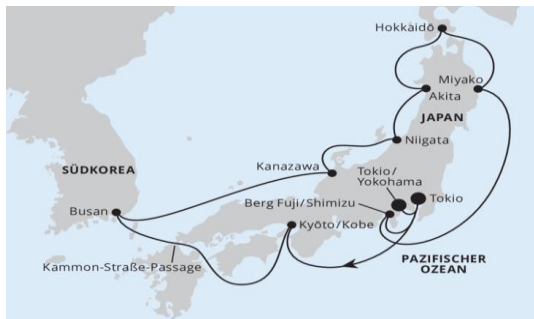 Hokkaidō
Miyako
Akita
JAPAN
Niigata
Kanazawa
Tokio/
Yokohama
SÜDKOREA
Tokio
Berg Fuji/Shimizu
Busan
Kyōto/Kobe
PAZIFISCHER
OZEAN
Kammon-Straße-Passage